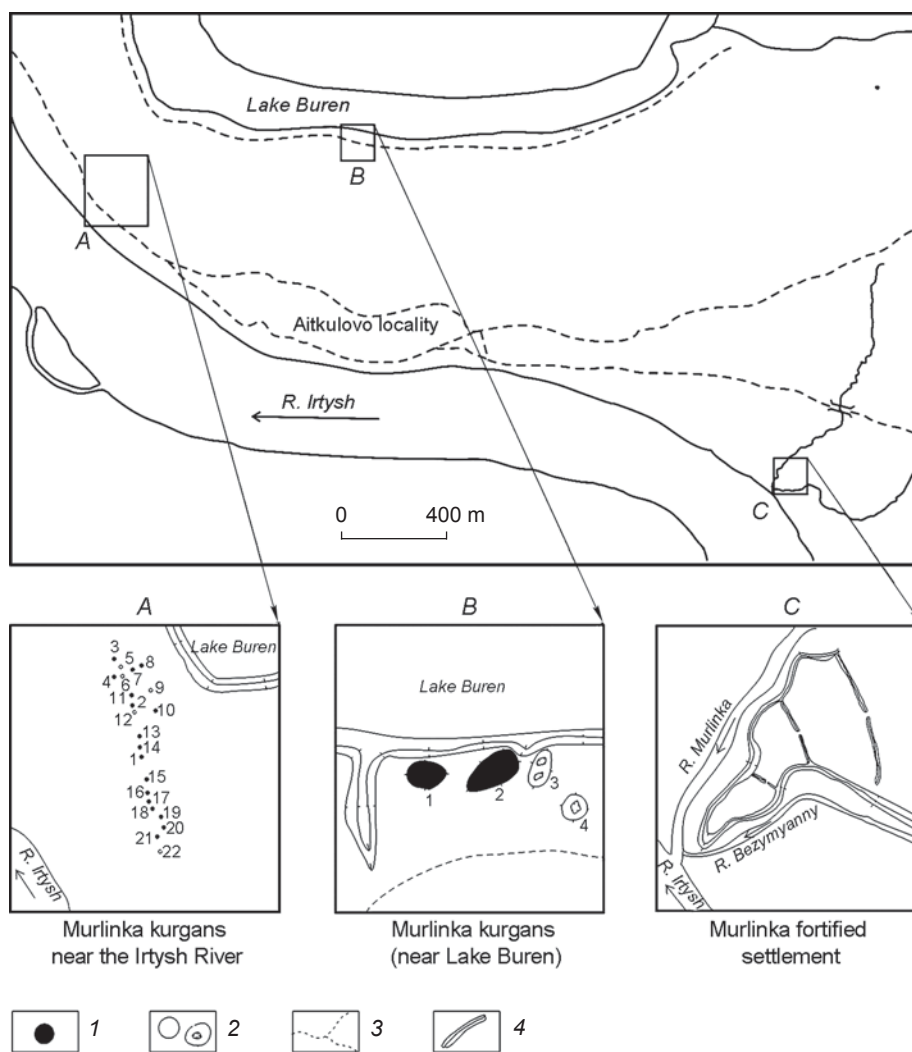 Lake Buren
B
A
Aitkulovo locality
R. Irtysh
0 400 m
C
A B C
Lake Buren
3
5 8
4 7
6 9
11 2
12 10
13
14
1
15
16 17
18 19
20
21
22
R. Irtysh
Lake Buren
1
2
3
4
R. Murlinka
R. Bezymyanny
R. Irtysh
Murlinka kurgans
near the Irtysh River
Murlinka kurgans
(near Lake Buren)
Murlinka fortified
settlement
1 2 3 4